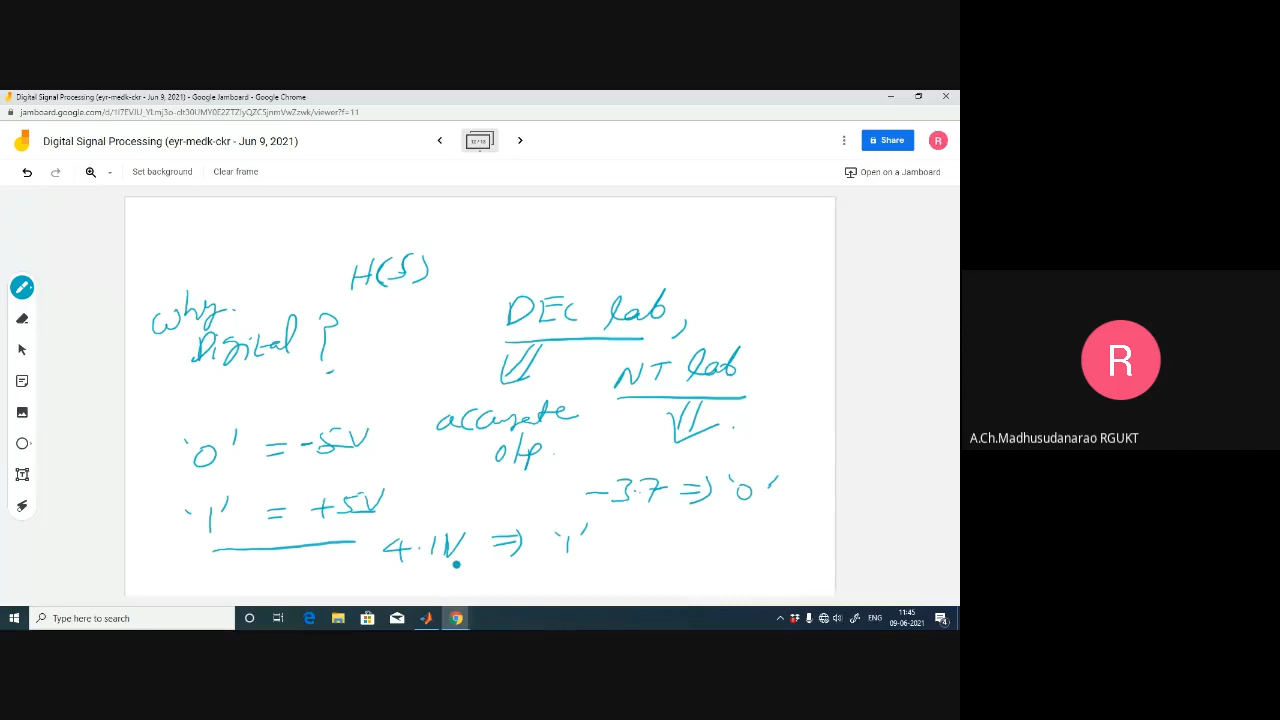 Digital Signal Processing (eyr-medk-ckr - Jun 9, 2021) - Google Jamboard - Google Chrome
Digital Signal Processing (eyr-medk-ckr - Jun 9, 2021)
12 / 13
Share
R
Set background
Clear frame
Open on a Jamboard
H(S)
Why
Digital ?
DEC lab,
NT lab
accurate
o/p.
'0' = -5V
'1' = +5V
-3.7 ⇒ '0'
4.1V ⇒ '1'
R
A.Ch.Madhusudanarao RGUKT
Type here to search
ENG
11:45
09-06-2021
4